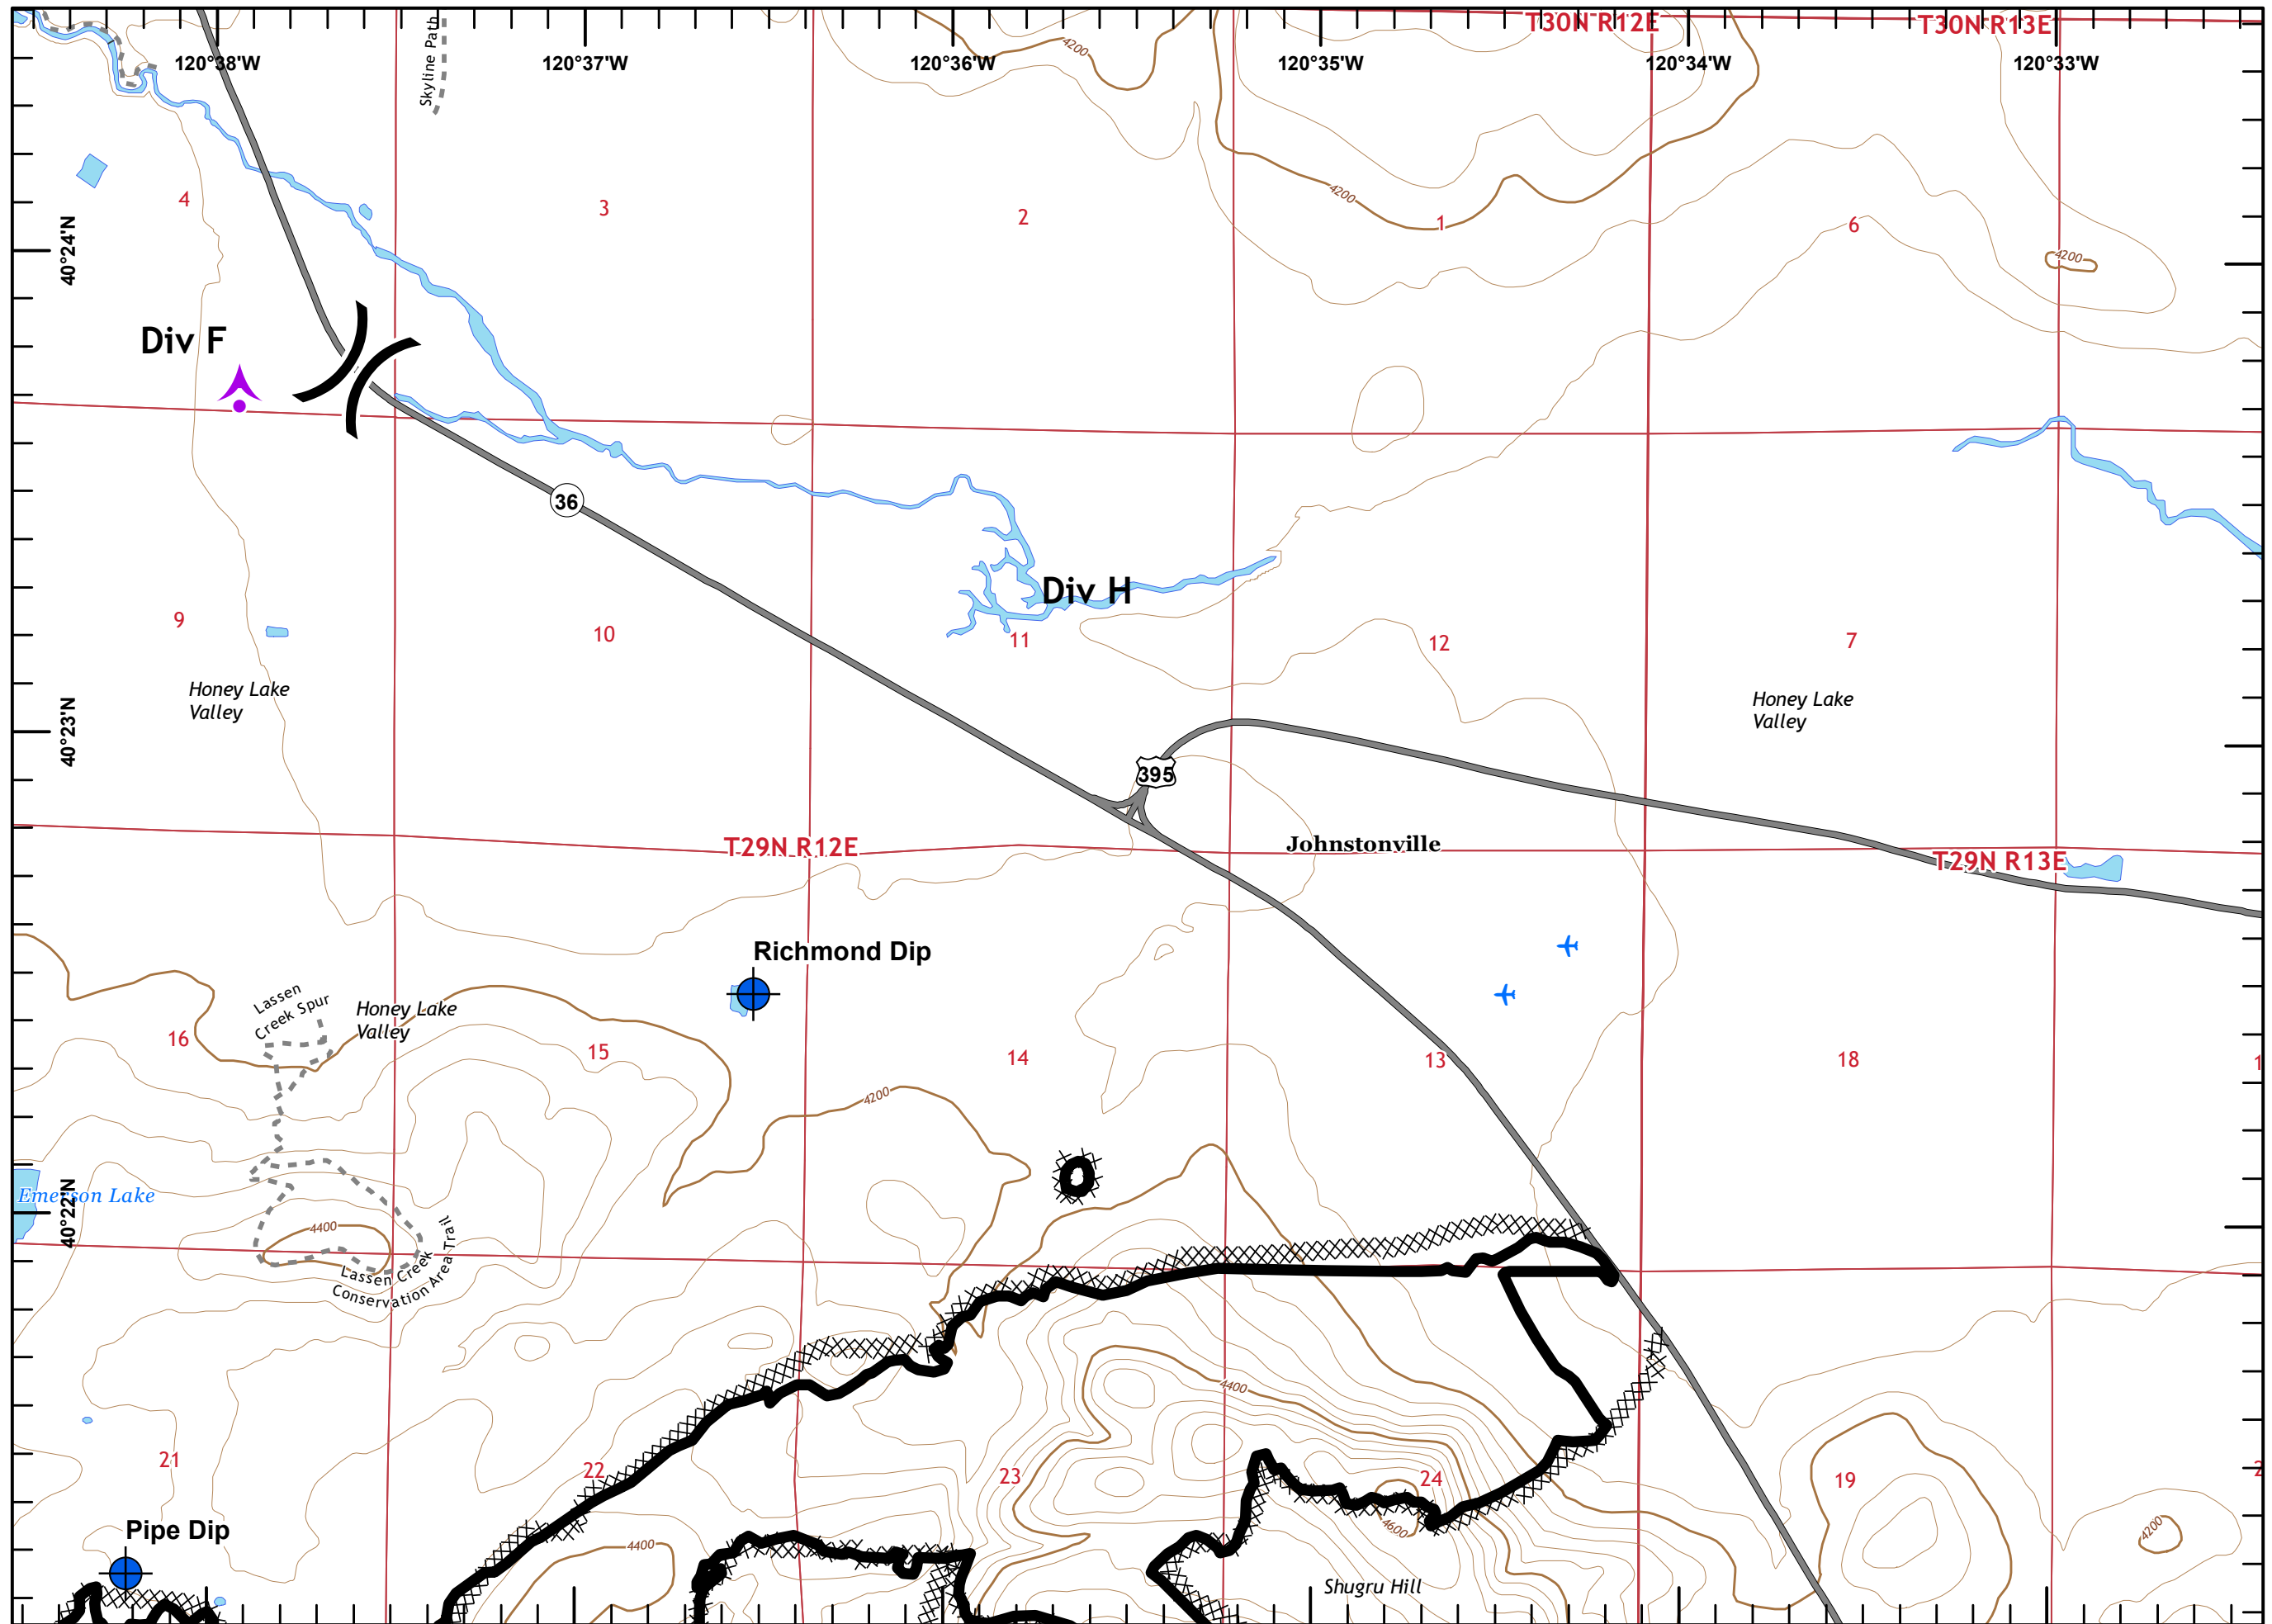 T30N R12E
T30N R13E
120°38'W
120°37'W
120°36'W
120°35'W
120°34'W
120°33'W
Skyline Path
4200
4200
4
3
2
1
6
40°24'N
4200
Div F
36
Div H
9
10
11
12
7
Honey Lake
Valley
Honey Lake
Valley
40°23'N
395
T29N R12E
Johnstonville
T29N R13E
Richmond Dip
Lassen
Creek Spur
Honey Lake
Valley
16
15
14
13
18
1
4200
Emerson Lake
40°22'N
4400
Lassen Creek
Conservation Area Trail
4400
21
22
23
24
19
2
Pipe Dip
4400
4600
4200
Shugru Hill